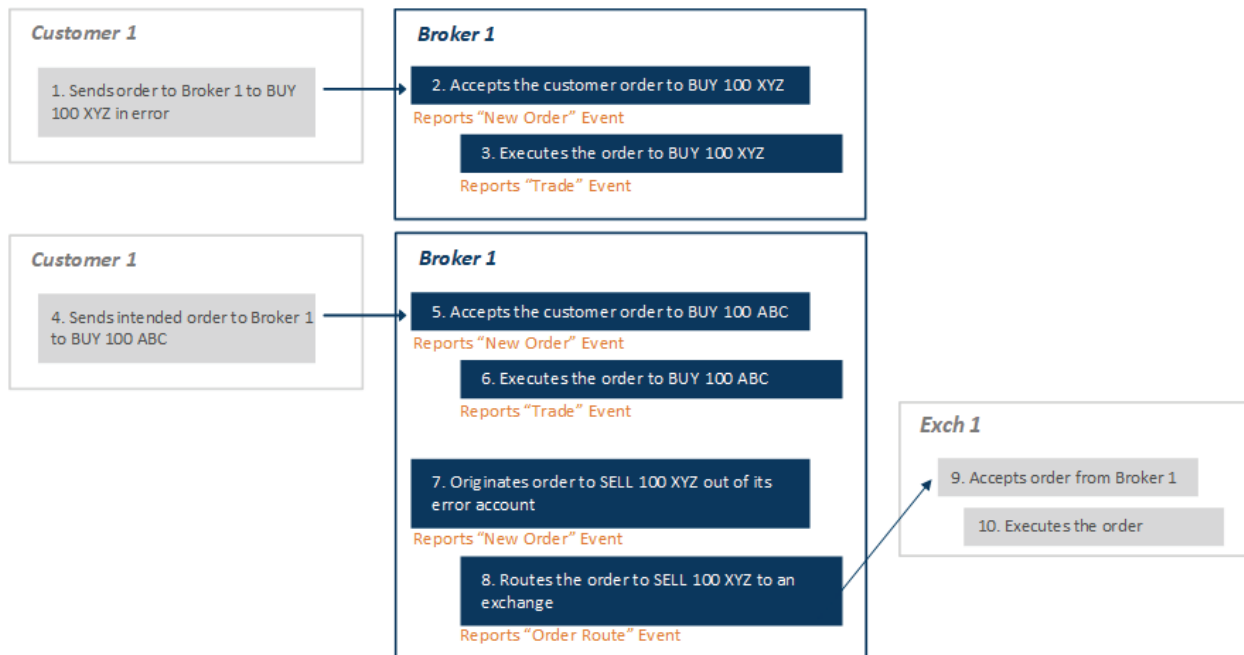 Customer 1
1. Sends order to Broker 1 to BUY
100 XYZ in error
Broker 1
2. Accepts the customer order to BUY 100 XYZ
Reports “New Order” Event
3. Executes the order to BUY 100 XYZ
Reports “Trade” Event
Customer 1
4. Sends intended order to Broker 1
to BUY 100 ABC
Broker 1
5. Accepts the customer order to BUY 100 ABC
Reports “New Order” Event
6. Executes the order to BUY 100 ABC
Reports “Trade” Event
7. Originates order to SELL 100 XYZ out of its
error account
Reports “New Order” Event
8. Routes the order to SELL 100 XYZ to an
exchange
Reports “Order Route” Event
Exch 1
9. Accepts order from Broker 1
10. Executes the order